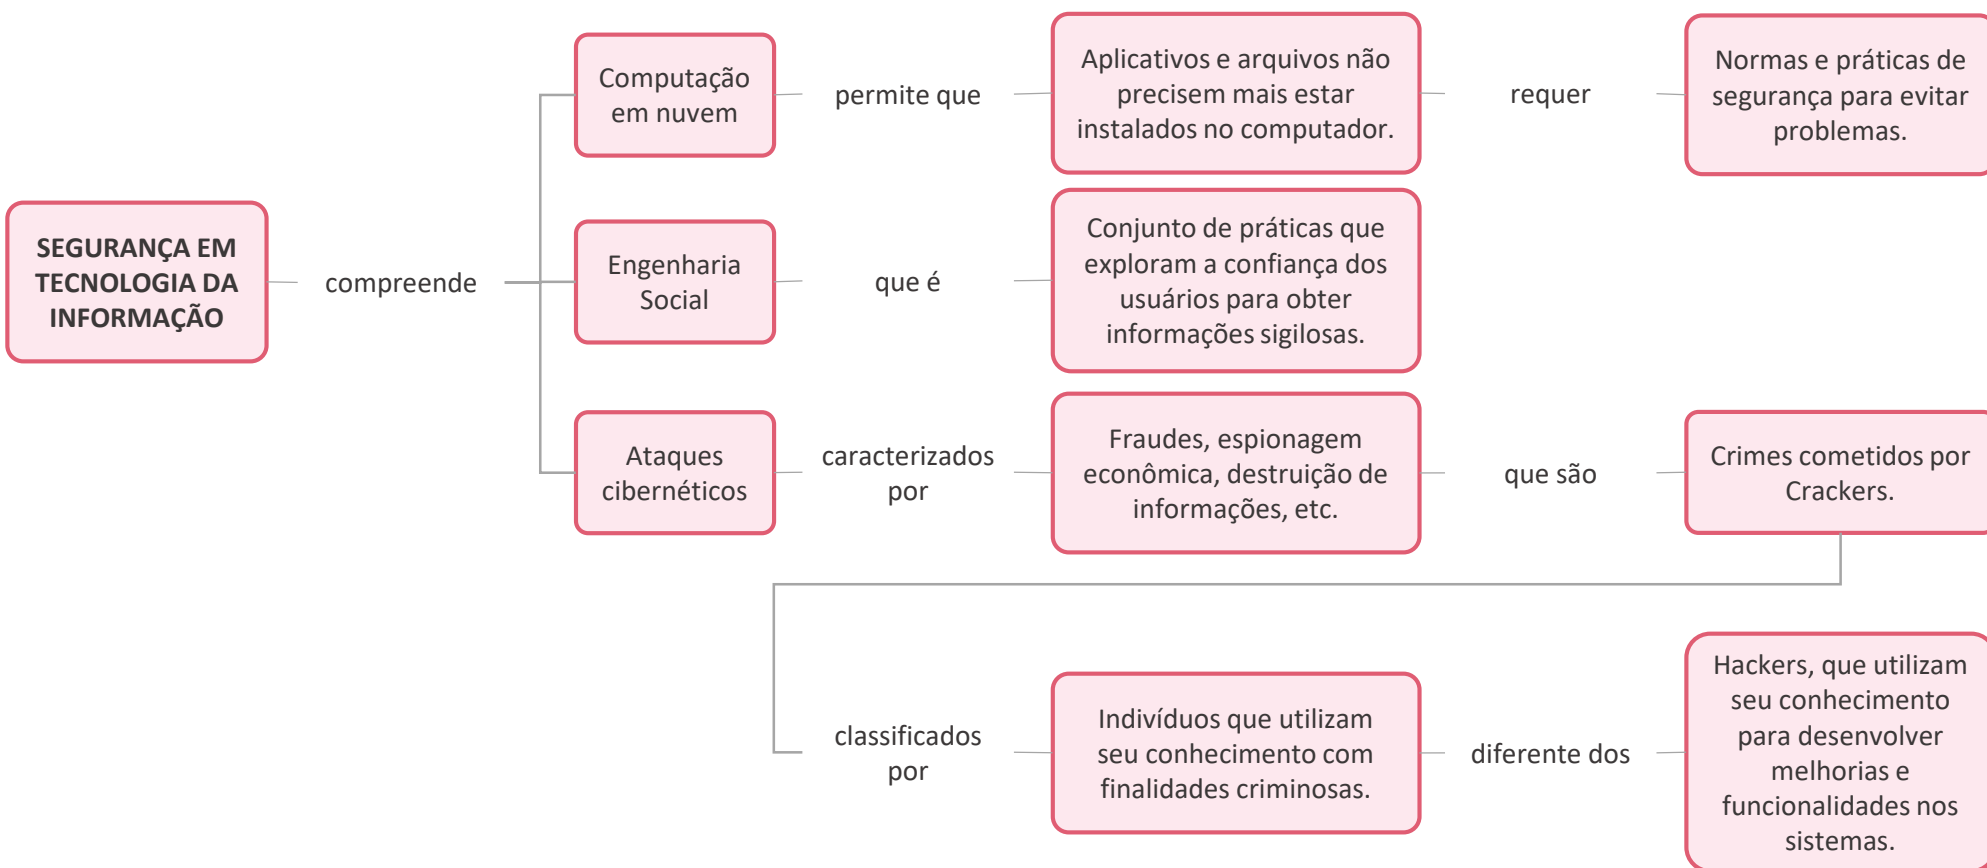 SEGURANÇA EM
TECNOLOGIA DA
INFORMAÇÃO
compreende
Computação
em nuvem
permite que
Aplicativos e arquivos não
precisem mais estar
instalados no computador.
requer
Normas e práticas de
segurança para evitar
problemas.
Engenharia
Social
que é
Conjunto de práticas que
exploram a confiança dos
usuários para obter
informações sigilosas.
Ataques
cibernéticos
caracterizados
por
Fraudes, espionagem
econômica, destruição de
informações, etc.
que são
Crimes cometidos por
Crackers.
classificados
por
Indivíduos que utilizam
seu conhecimento com
finalidades criminosas.
diferente dos
Hackers, que utilizam
seu conhecimento
para desenvolver
melhorias e
funcionalidades nos
sistemas.